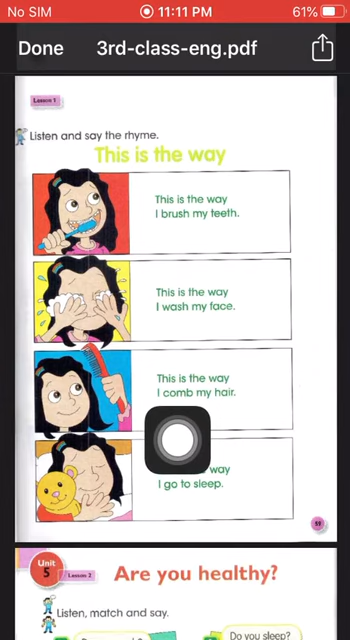 No SIM 11:11 PM 61%
Done 3rd-class-eng.pdf
Lesson 1
Listen and say the rhyme.
This is the way
This is the way
I brush my teeth.
This is the way
I wash my face.
This is the way
I comb my hair.
way
I go to sleep.
59
Unit
5
Lesson 2
Are you healthy?
Listen, match and say.
Do you sleep?